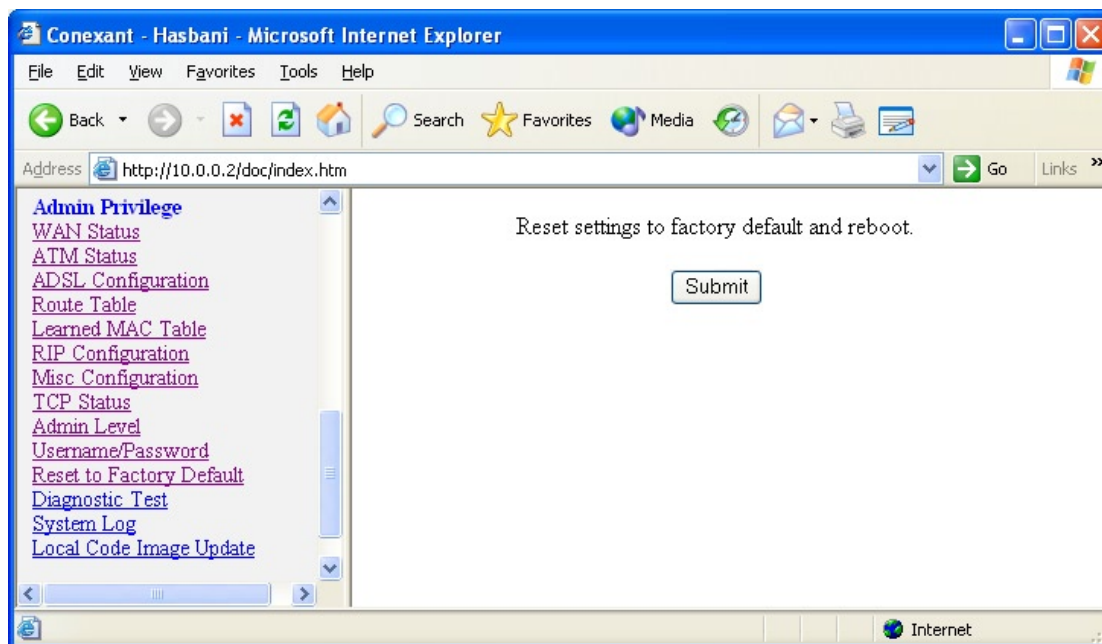 Conexant - Hasbani - Microsoft Internet Explorer
File Edit View Favorites Tools Help
Back Search Favorites Media
Address http://10.0.0.2/doc/index.htm Go Links »
Admin Privilege
WAN Status
ATM Status
ADSL Configuration
Route Table
Learned MAC Table
RIP Configuration
Misc Configuration
TCP Status
Admin Level
Username/Password
Reset to Factory Default
Diagnostic Test
System Log
Local Code Image Update
Reset settings to factory default and reboot.
Submit
Internet